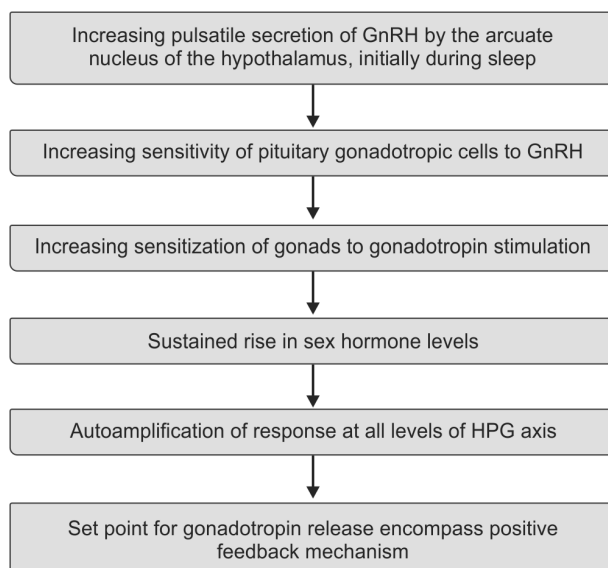 Increasing pulsatile secretion of GnRH by the arcuate
nucleus of the hypothalamus, initially during sleep
Increasing sensitivity of pituitary gonadotropic cells to GnRH
Increasing sensitization of gonads to gonadotropin stimulation
Sustained rise in sex hormone levels
Autoamplification of response at all levels of HPG axis
Set point for gonadotropin release encompass positive
feedback mechanism